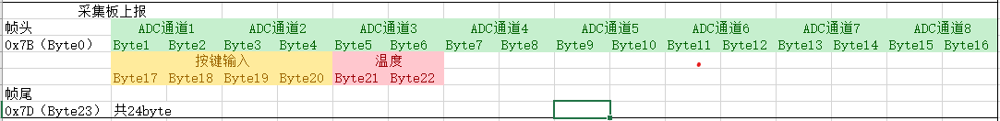 采集板上报
帧头 ADC通道1 ADC通道2 ADC通道3 ADC通道4 ADC通道5 ADC通道6 ADC通道7 ADC通道8
0x7B（Byte0） Byte1 Byte2 Byte3 Byte4 Byte5 Byte6 Byte7 Byte8 Byte9 Byte10 Byte11 Byte12 Byte13 Byte14 Byte15 Byte16
按键输入 温度
Byte17 Byte18 Byte19 Byte20 Byte21 Byte22
帧尾
0x7D（Byte23） 共24byte